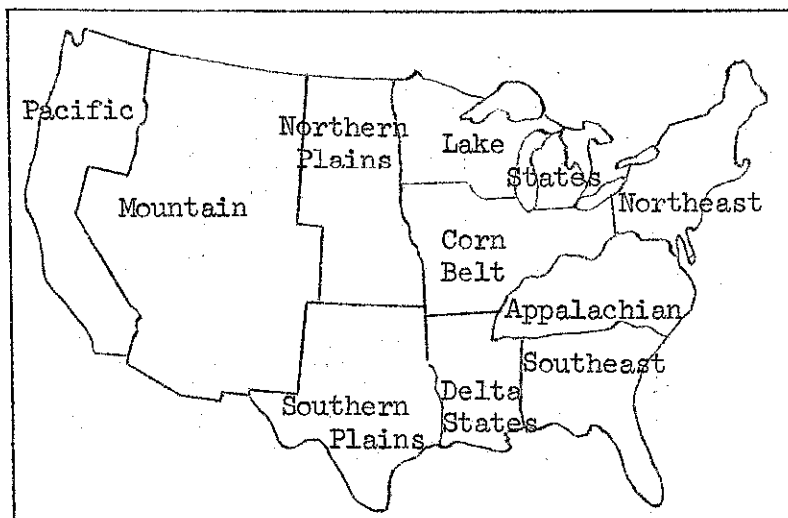 Pacific
Northern
Plains
Lake
States
Mountain
Northeast
Corn
Belt
Appalachian
Southeast
Southern
Plains
Delta
States